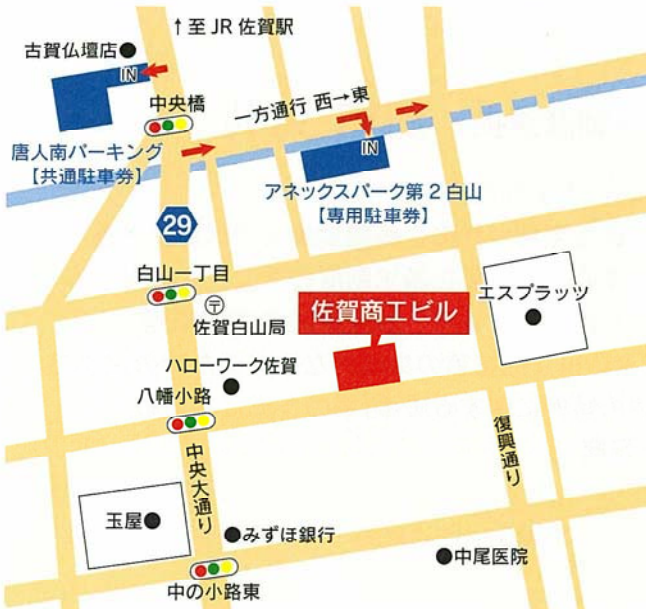 ↑至JR佐賀駅
古賀仏壇店
IN
中央橋
一方通行 西→東
唐人南パーキング
【共通駐車券】
IN
アネックスパーク第2白山
【専用駐車券】
29
白山一丁目
〒
佐賀白山局
佐賀商工ビル
エスプラッツ
ハローワーク佐賀
八幡小路
中央大通り
復興通り
玉屋
みずほ銀行
中尾医院
中の小路東